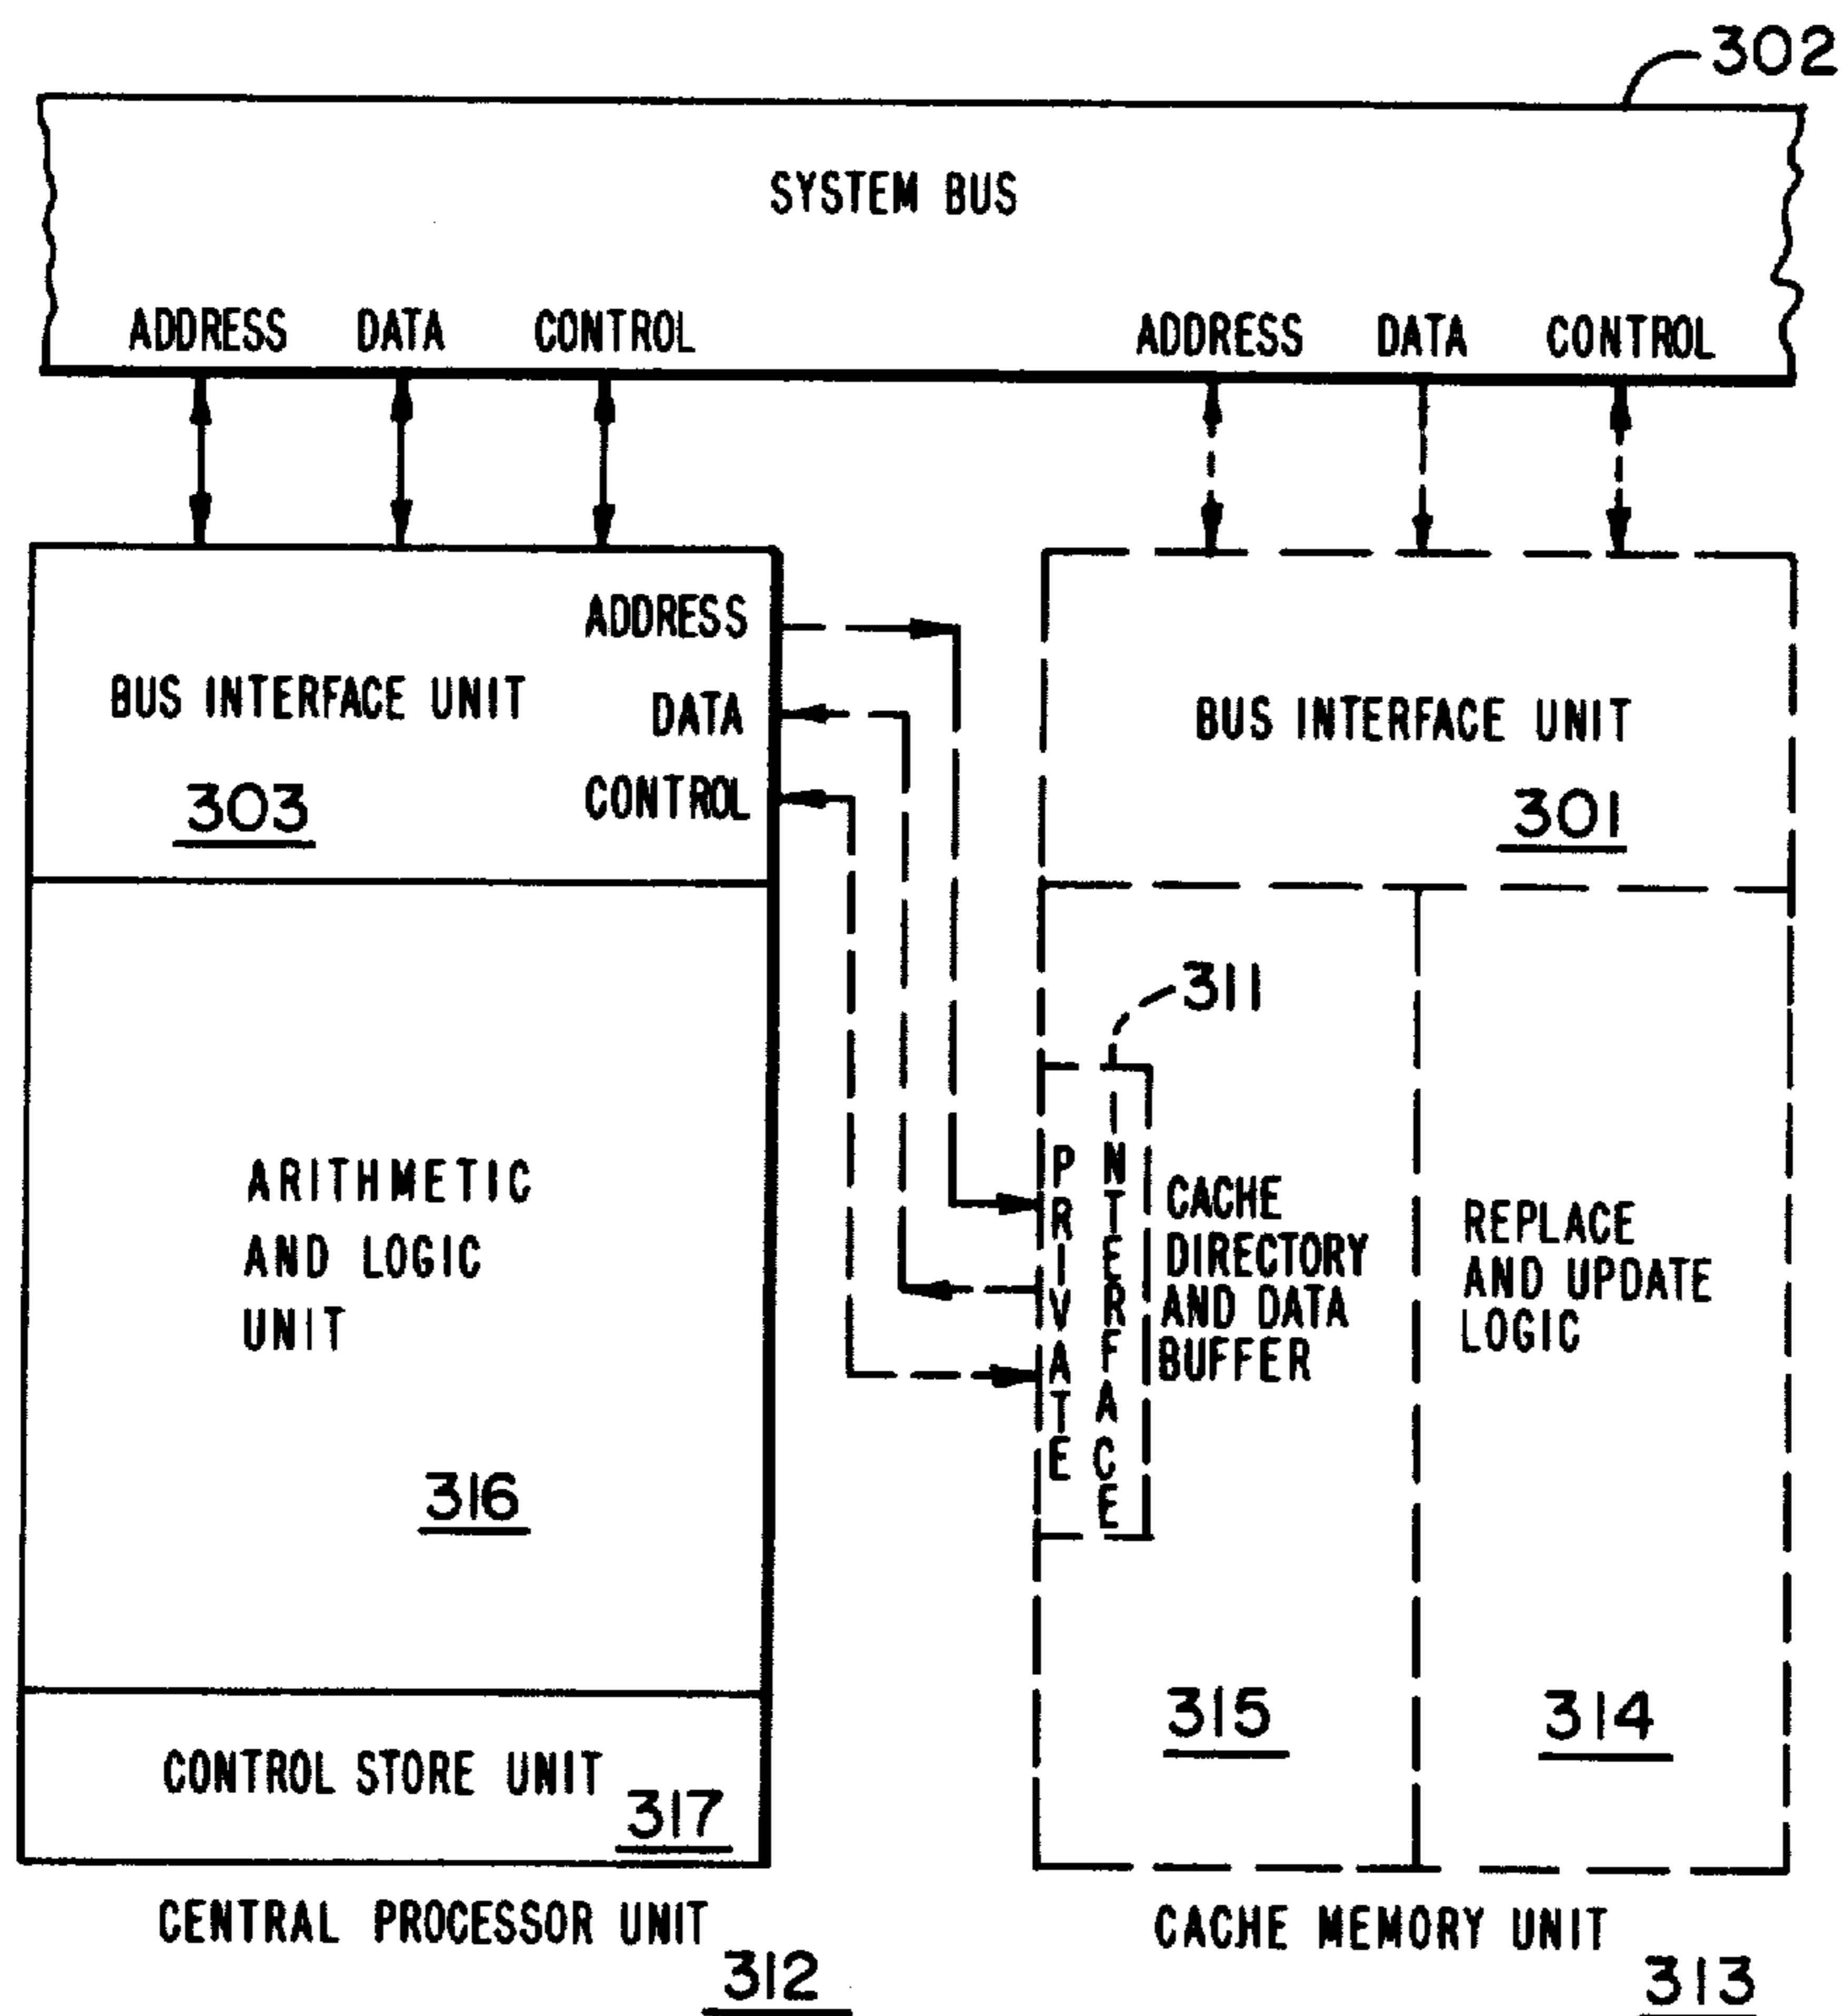 302
SYSTEM BUS
ADDRESS DATA CONTROL
ADDRESS DATA CONTROL
ADDRESS
BUS INTERFACE UNIT
DATA
303
CONTROL
BUS INTERFACE UNIT
301
311
PRIVATE
INTERFACE
CACHE
DIRECTORY
AND DATA
BUFFER
REPLACE
AND UPDATE
LOGIC
ARITHMETIC
AND LOGIC
UNIT
316
315
314
CONTROL STORE UNIT
317
CENTRAL PROCESSOR UNIT
312
CACHE MEMORY UNIT
313